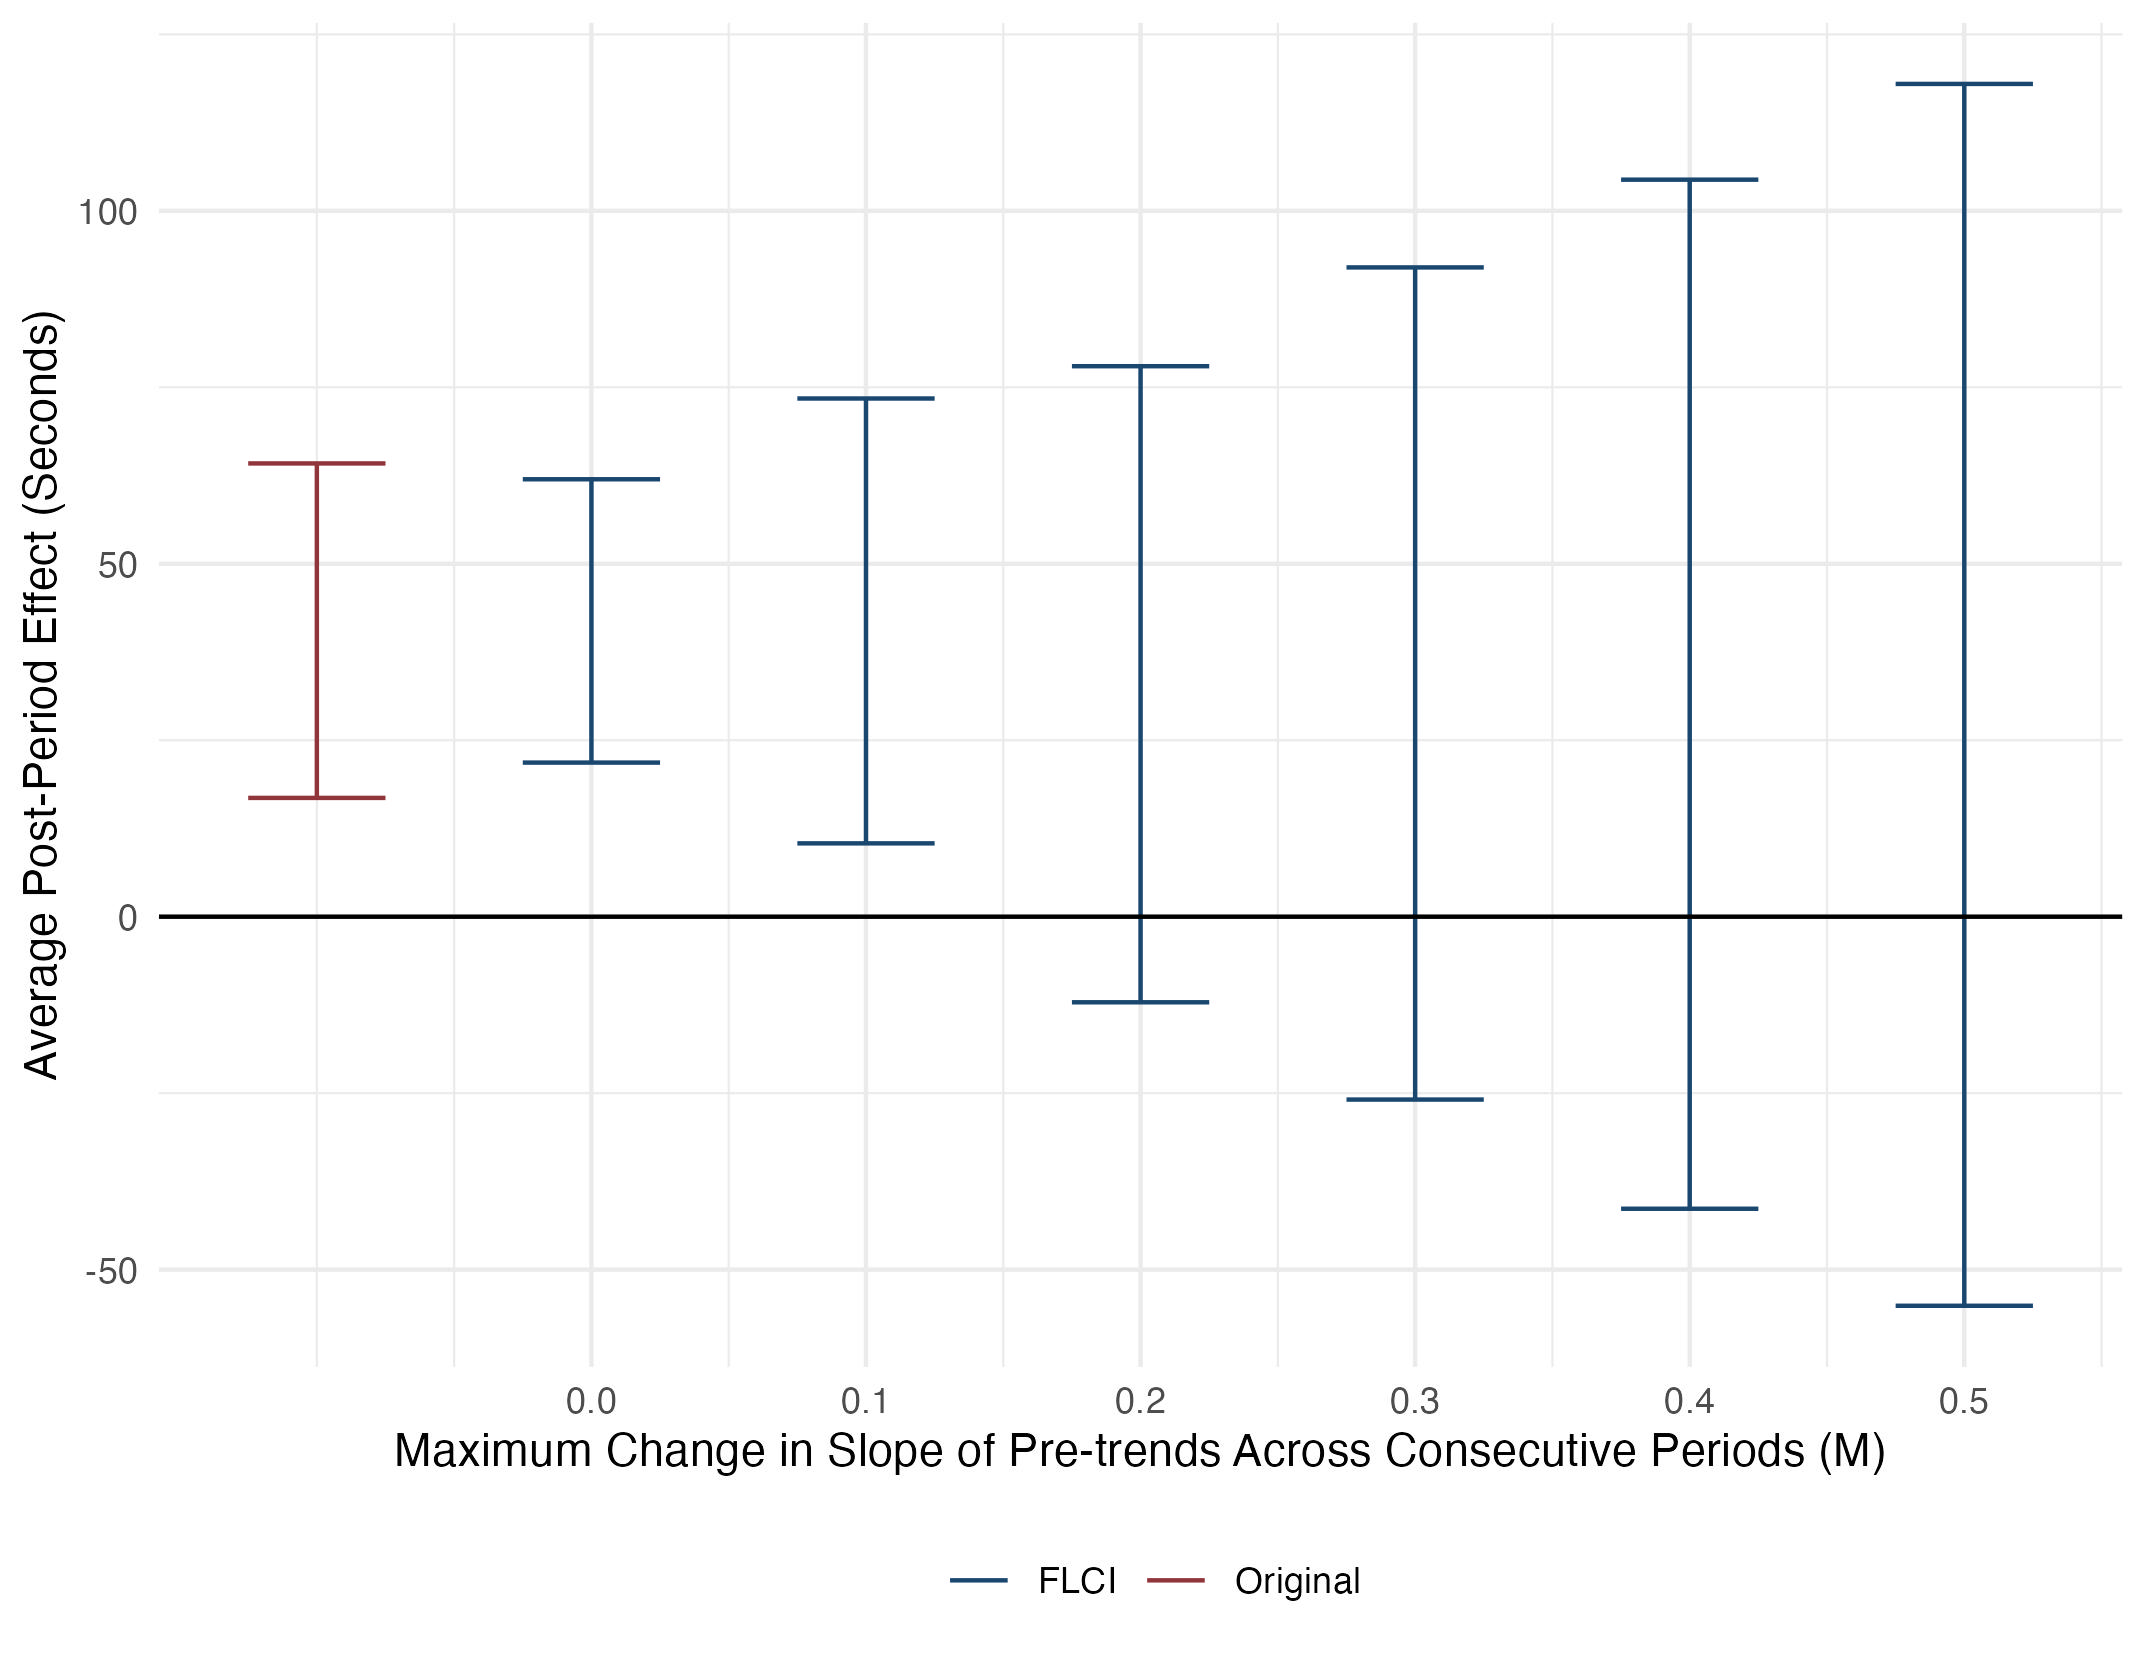 Average Post-Period Effect (Seconds)
100
50
0
-50
0.0 0.1 0.2 0.3 0.4 0.5
Maximum Change in Slope of Pre-trends Across Consecutive Periods (M)
FLCI Original